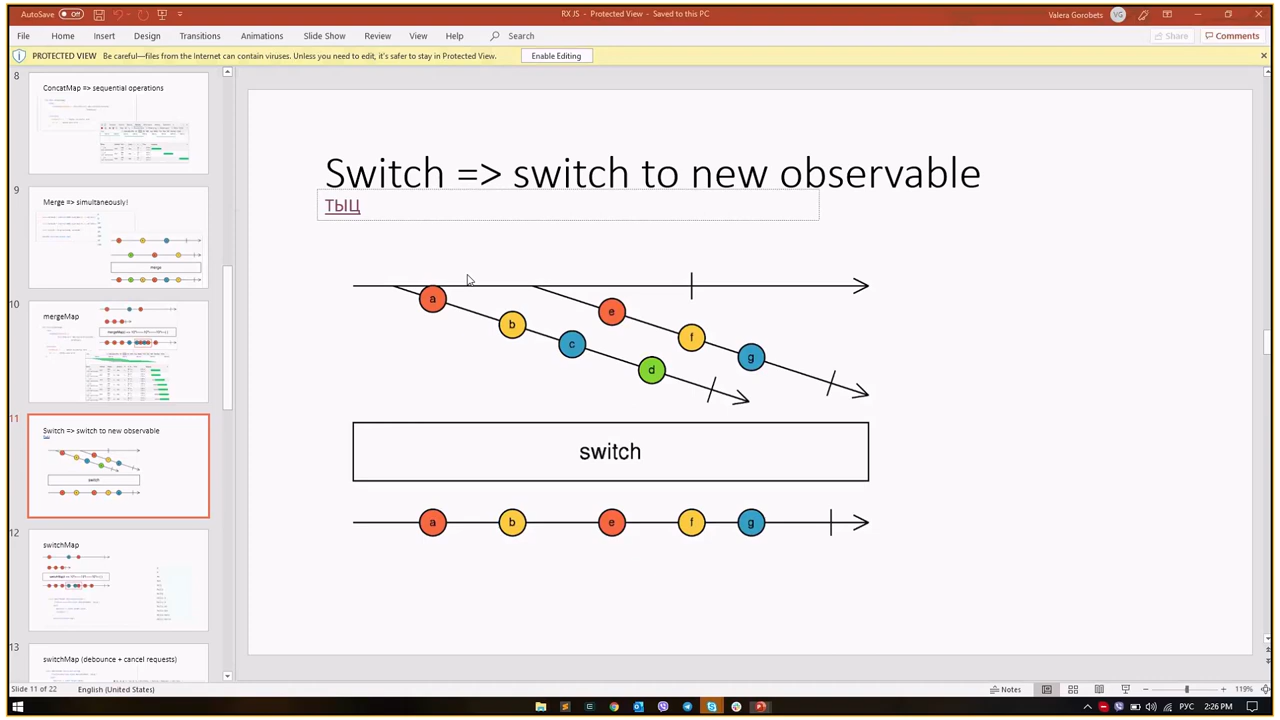 AutoSave
Off
RX JS - Protected View - Saved to this PC
Valera Gorobets
VG
File
Home
Insert
Design
Transitions
Animations
Slide Show
Review
View
Help
Search
Share
Comments
PROTECTED VIEW Be careful—files from the Internet can contain viruses. Unless you need to edit, it's safer to stay in Protected View.
Enable Editing
8
ConcatMap => sequential operations
9
Merge => simultaneously!
merge
10
mergeMap
11
Switch => switch to new observable
switch
12
switchMap
13
switchMap (debounce + cancel requests)
Switch => switch to new observable
ТЫЦ
a
e
b
f
c
g
d
switch
a b e f g
Slide 11 of 22
English (United States)
Notes
119%
РУС
2:26 PM